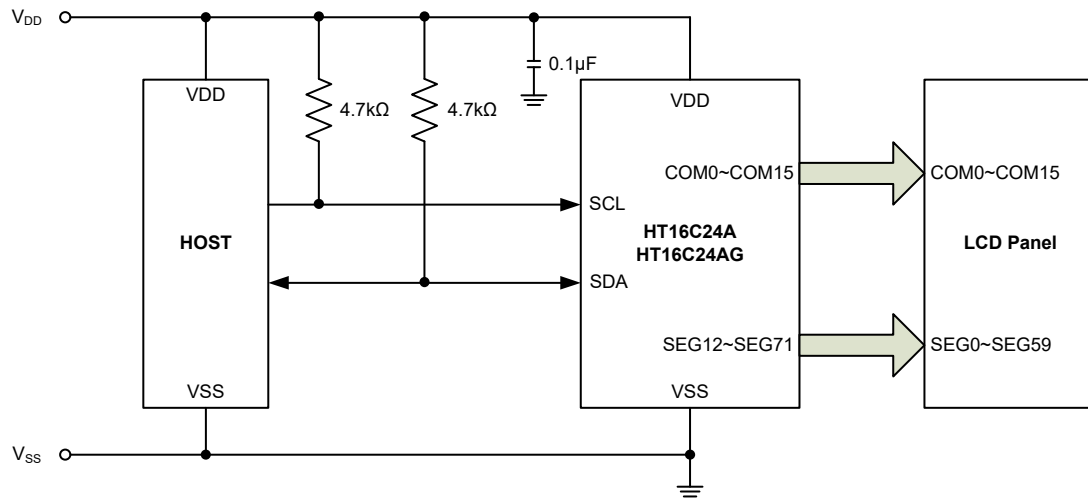 VDD
0.1µF
VDD
4.7kΩ
4.7kΩ
VDD
COM0~COM15
COM0~COM15
SCL
HOST
HT16C24A
HT16C24AG
LCD Panel
SDA
SEG12~SEG71
SEG0~SEG59
VSS
VSS
VSS